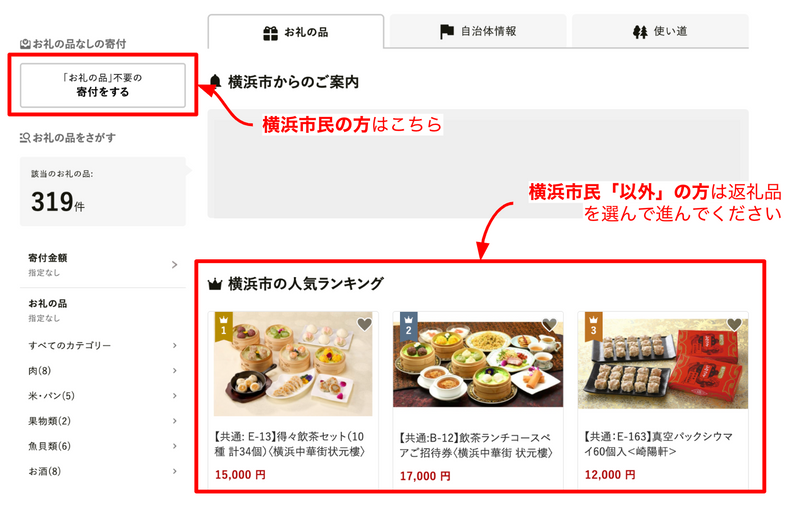 お礼の品なしの寄付
「お礼の品」不要の
寄付をする
お礼の品をさがす
該当のお礼の品:
319件
寄付金額
指定なし
お礼の品
指定なし
すべてのカテゴリー
肉(8)
米・パン(5)
果物類(2)
魚貝類(6)
お酒(8)
お礼の品
自治体情報
使い道
横浜市からのご案内
横浜市民の方はこちら
横浜市民「以外」の方は返礼品
を選んで進んでください
横浜市の人気ランキング
1
【共通: E-13】得々飲茶セット(10
種 計34個)〈横浜中華街状元樓〉
15,000 円
2
【共通:B-12】飲茶ランチコースペ
アご招待券〈横浜中華街 状元樓〉
17,000 円
3
【共通:E-163】真空パックシウマ
イ60個入<崎陽軒>
12,000 円